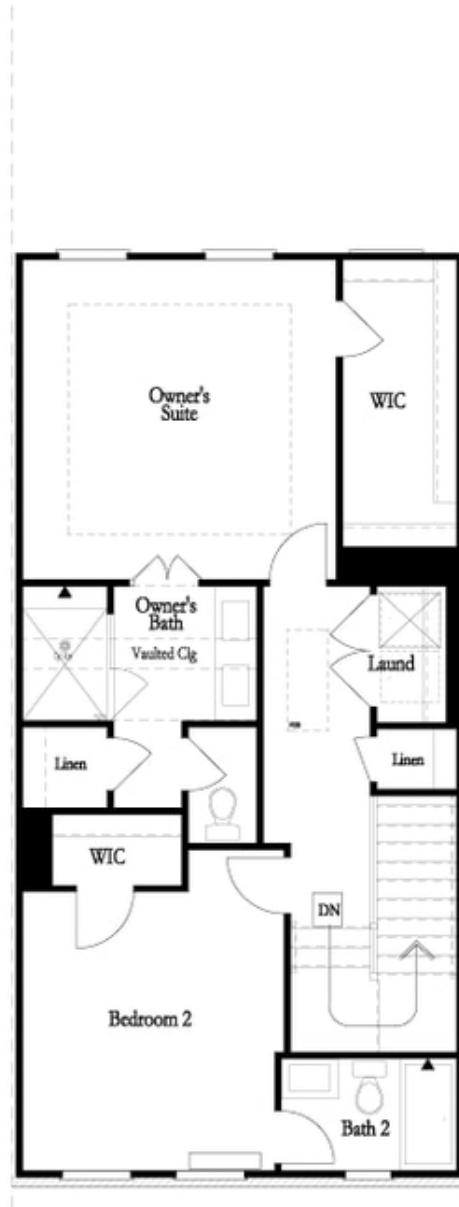 Owner's
Suite
WIC
Owner's
Bath
Vaulted Clg
Laund
Linen
Linen
WIC
DN
Bedroom 2
Bath 2